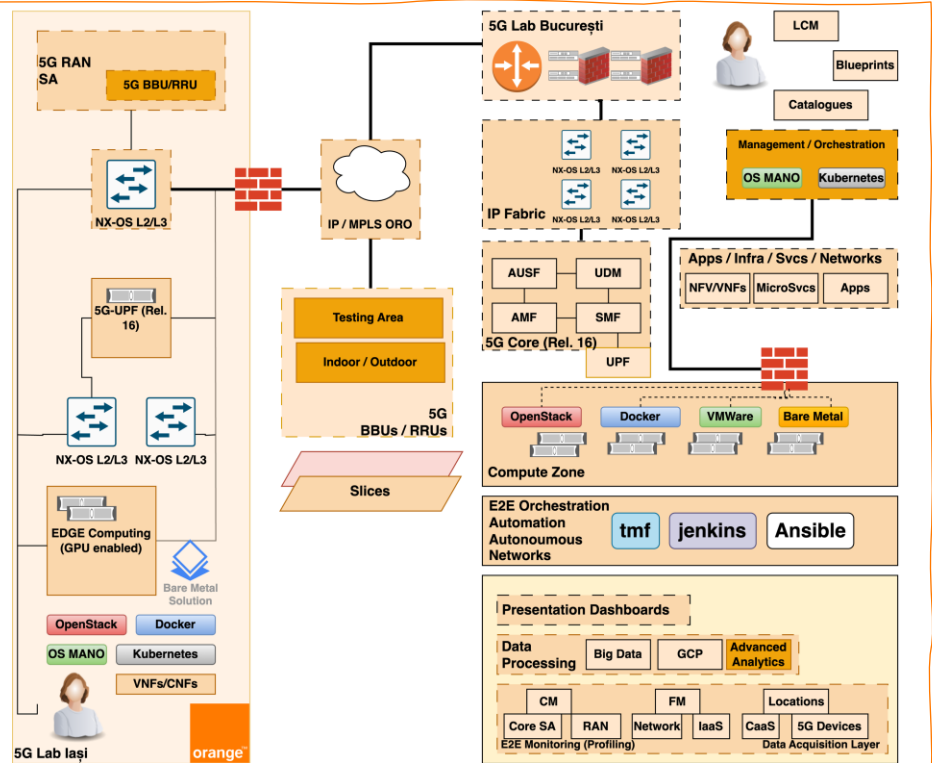 5G RAN
SA
5G BBU/RRU
NX-OS L2/L3
5G-UPF (Rel.
16)
NX-OS L2/L3
NX-OS L2/L3
EDGE Computing
(GPU enabled)
Bare Metal
Solution
OpenStack
Docker
OS MANO
Kubernetes
VNFs/CNFs
5G Lab Iași
orange™
IP / MPLS ORO
Testing Area
Indoor / Outdoor
5G
BBUs / RRUs
Slices
5G Lab București
NX-OS L2/L3
NX-OS L2/L3
NX-OS L2/L3
NX-OS L2/L3
IP Fabric
AUSF
UDM
AMF
SMF
5G Core (Rel. 16)
UPF
LCM
Blueprints
Catalogues
Management / Orchestration
OS MANO
Kubernetes
Apps / Infra / Svcs / Networks
NFV/VNFs
MicroSvcs
Apps
OpenStack
Docker
VMWare
Bare Metal
Compute Zone
E2E Orchestration
Automation
Autonoumous
Networks
tmf
jenkins
Ansible
Presentation Dashboards
Data
Processing
Big Data
GCP
Advanced
Analytics
CM
FM
Locations
Core SA
RAN
Network
IaaS
CaaS
5G Devices
E2E Monitoring (Profiling)
Data Acquisition Layer